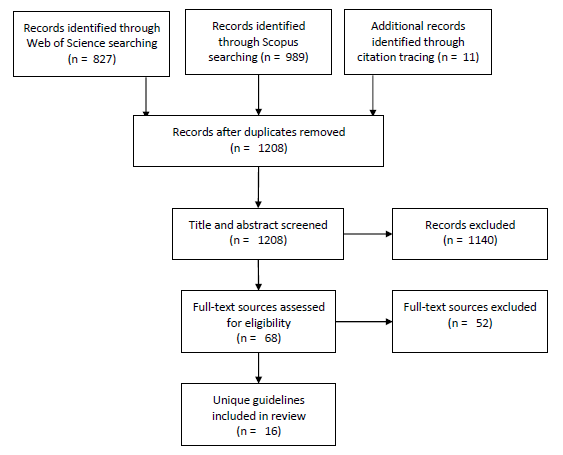 Records identified through
Web of Science searching
(n = 827)
Records identified
through Scopus
searching (n = 989)
Additional records
identified through
citation tracing (n = 11)
Records after duplicates removed
(n = 1208)
Title and abstract screened
(n = 1208)
Records excluded
(n = 1140)
Full-text sources assessed
for eligibility
(n = 68)
Full-text sources excluded
(n = 52)
Unique guidelines
included in review
(n = 16)